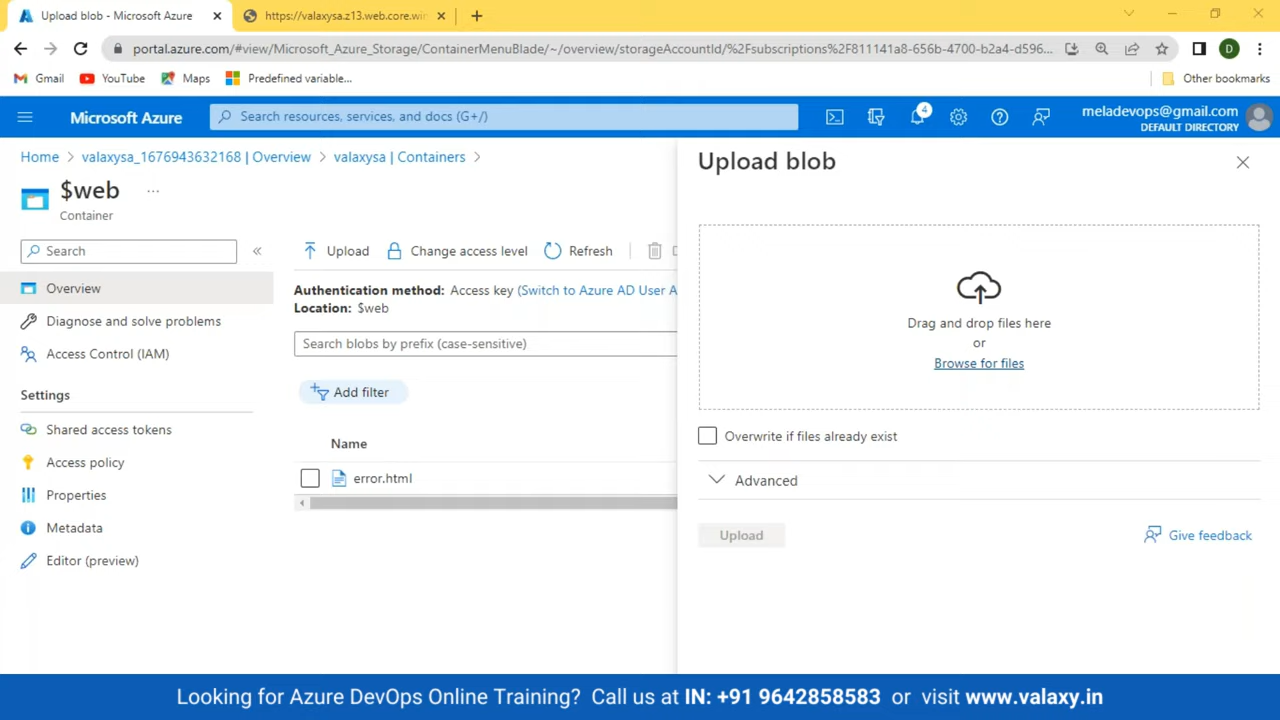 Upload blob - Microsoft Azure
https://valaxysa.z13.web.core.win
portal.azure.com/#view/Microsoft_Azure_Storage/ContainerMenuBlade/~/overview/storageAccountId/%2Fsubscriptions%2F811141a8-656b-4700-b2a4-d596...
D
Gmail
YouTube
Maps
Predefined variable...
Other bookmarks
Microsoft Azure
Search resources, services, and docs (G+/)
4
meladevops@gmail.com
DEFAULT DIRECTORY
Home > valaxysa_1676943632168 | Overview > valaxysa | Containers >
$web ...
Container
Search
«
Overview
Diagnose and solve problems
Access Control (IAM)
Settings
Shared access tokens
Access policy
Properties
Metadata
Editor (preview)
Upload
Change access level
Refresh
D
Authentication method: Access key (Switch to Azure AD User A
Location: $web
Search blobs by prefix (case-sensitive)
Add filter
Name
error.html
Upload blob
Drag and drop files here
or
Browse for files
Overwrite if files already exist
Advanced
Upload
Give feedback
Looking for Azure DevOps Online Training? Call us at IN: +91 9642858583 or visit www.valaxy.in